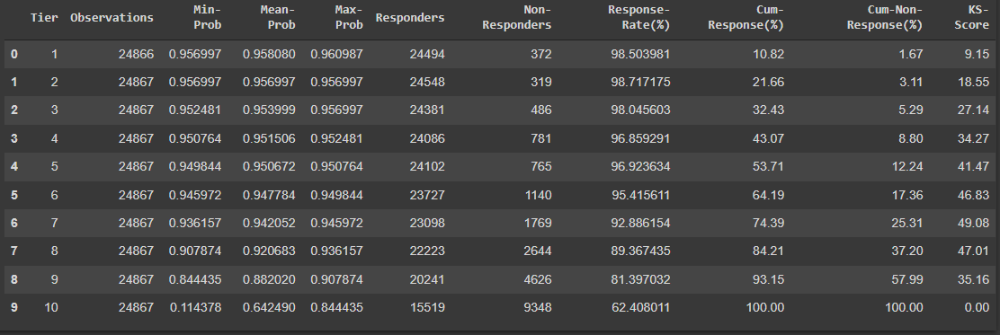 Tier Observations Min-Prob Mean-Prob Max-Prob Responders Non-Responders Response-Rate(%) Cum-Response(%) Cum-Non-Response(%) KS-Score
0 1 24866 0.956997 0.958080 0.960987 24494 372 98.503981 10.82 1.67 9.15
1 2 24867 0.956997 0.956997 0.956997 24548 319 98.717175 21.66 3.11 18.55
2 3 24867 0.952481 0.953999 0.956997 24381 486 98.045603 32.43 5.29 27.14
3 4 24867 0.950764 0.951506 0.952481 24086 781 96.859291 43.07 8.80 34.27
4 5 24867 0.949844 0.950672 0.950764 24102 765 96.923634 53.71 12.24 41.47
5 6 24867 0.945972 0.947784 0.949844 23727 1140 95.415611 64.19 17.36 46.83
6 7 24867 0.936157 0.942052 0.945972 23098 1769 92.886154 74.39 25.31 49.08
7 8 24867 0.907874 0.920683 0.936157 22223 2644 89.367435 84.21 37.20 47.01
8 9 24867 0.844435 0.882020 0.907874 20241 4626 81.397032 93.15 57.99 35.16
9 10 24867 0.114378 0.642490 0.844435 15519 9348 62.408011 100.00 100.00 0.00